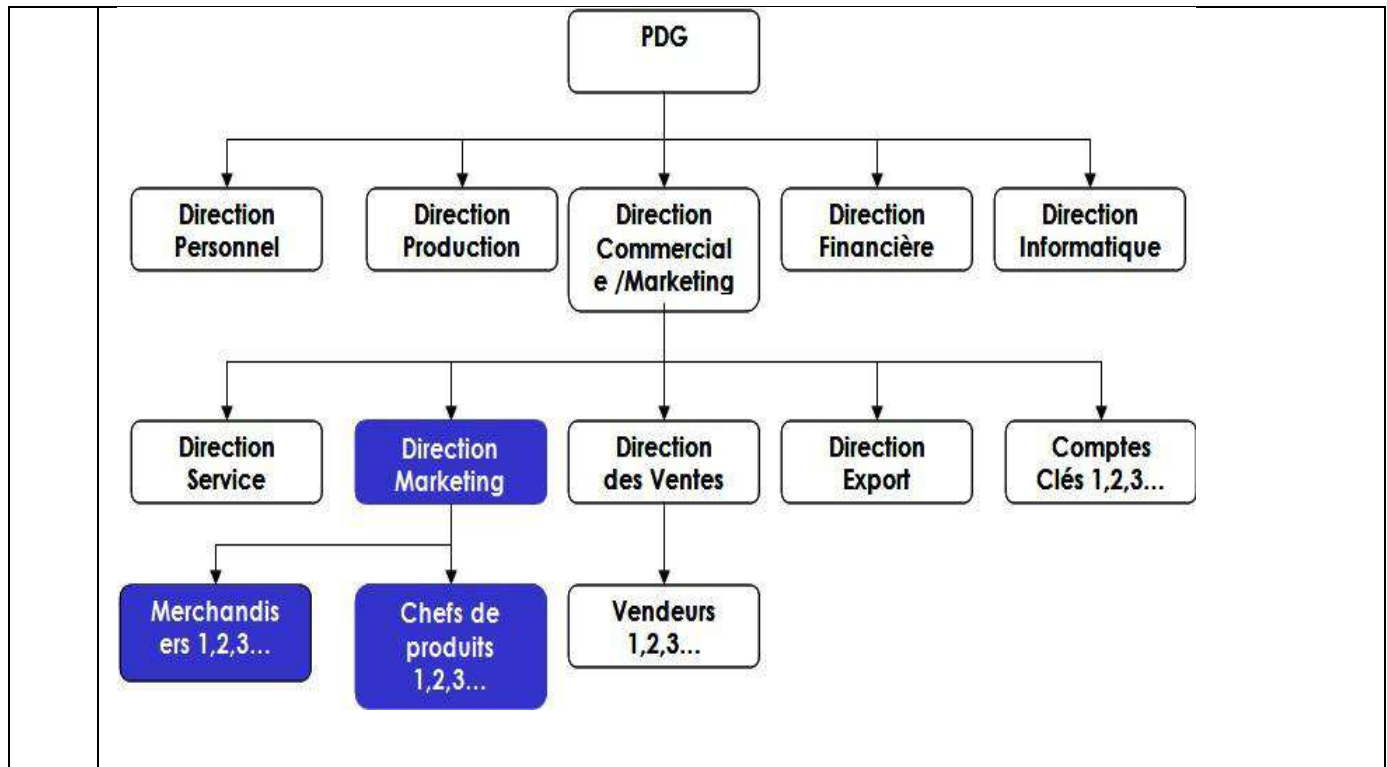 PDG
Direction
Personnel
Direction
Production
Direction
Commercial
e /Marketing
Direction
Financière
Direction
Informatique
Direction
Service
Direction
Marketing
Direction
des Ventes
Direction
Export
Comptes
Clés 1,2,3...
Merchandis
ers 1,2,3...
Chefs de
produits
1,2,3...
Vendeurs
1,2,3...